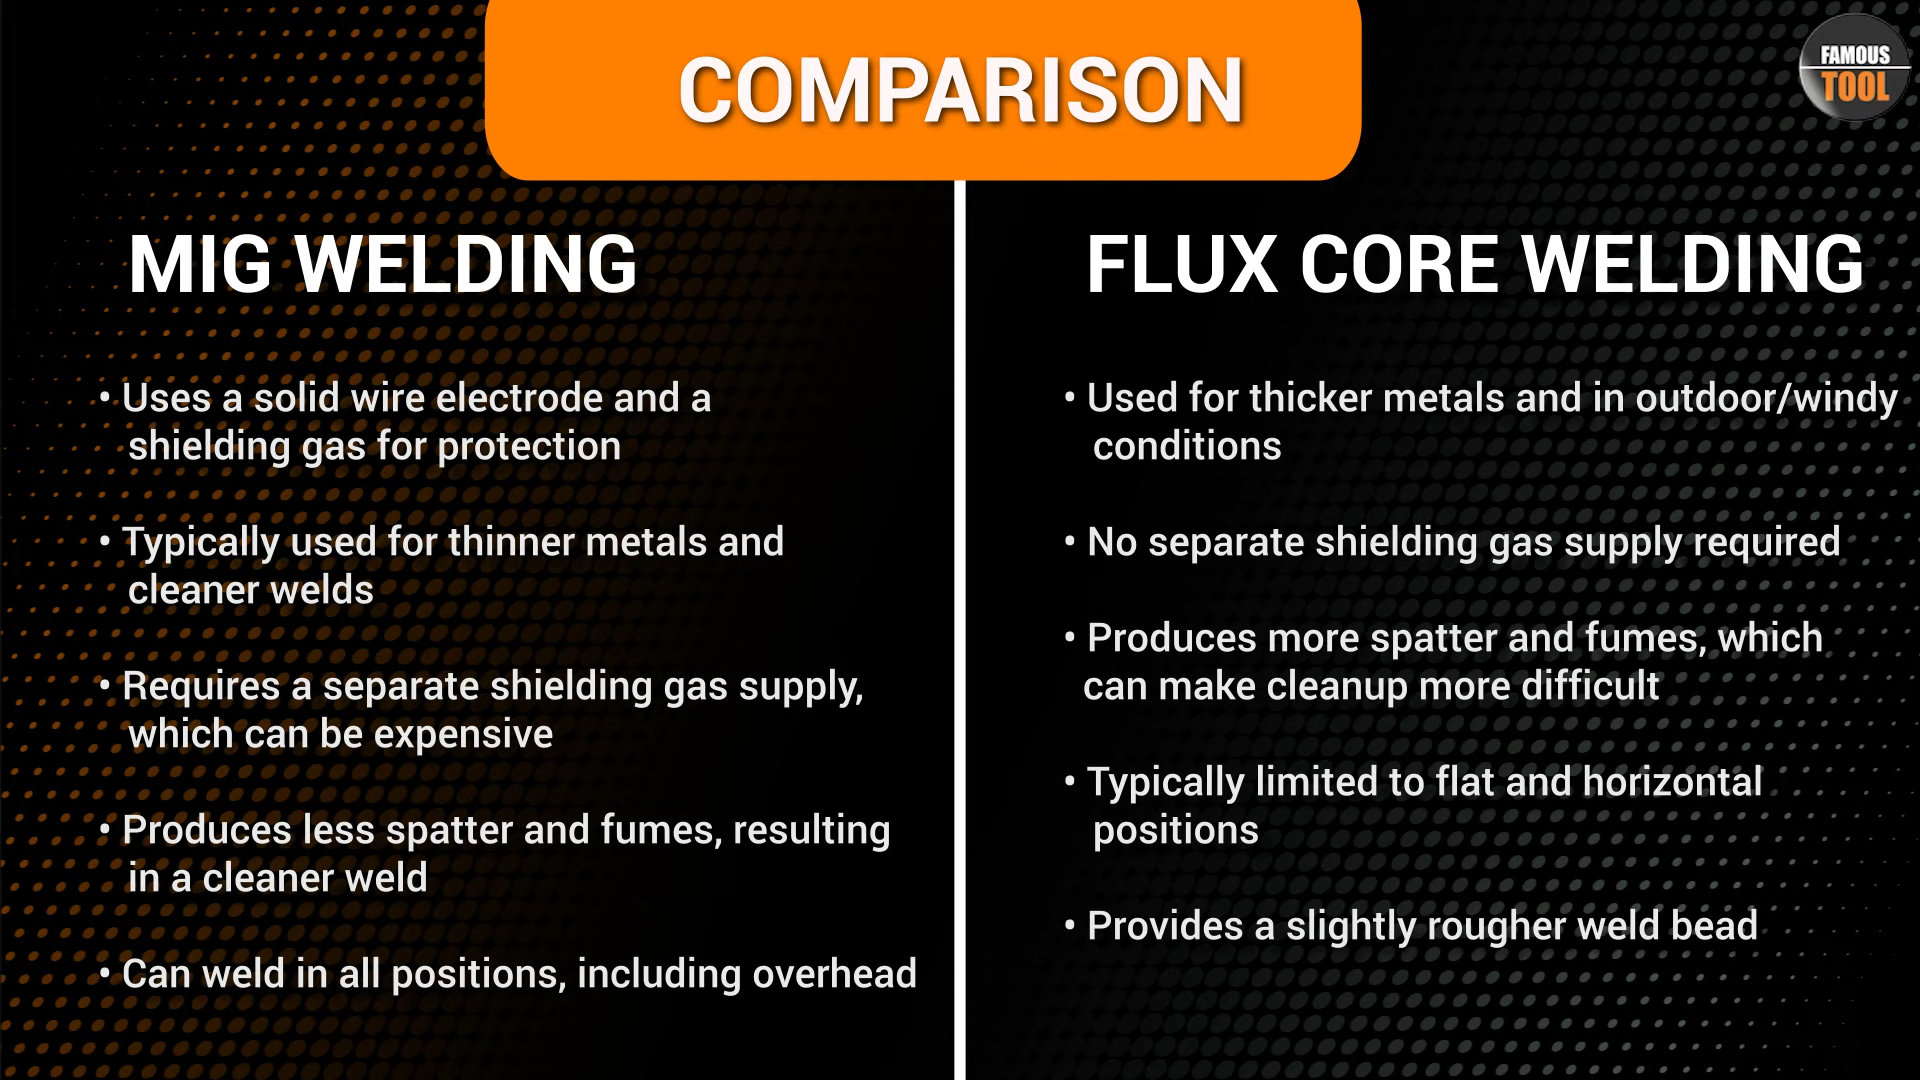 COMPARISON
FAMOUS
TOOL
MIG WELDING
• Uses a solid wire electrode and a
shielding gas for protection
• Typically used for thinner metals and
cleaner welds
• Requires a separate shielding gas supply,
which can be expensive
• Produces less spatter and fumes, resulting
in a cleaner weld
• Can weld in all positions, including overhead
FLUX CORE WELDING
• Used for thicker metals and in outdoor/windy
conditions
• No separate shielding gas supply required
• Produces more spatter and fumes, which
can make cleanup more difficult
• Typically limited to flat and horizontal
positions
• Provides a slightly rougher weld bead